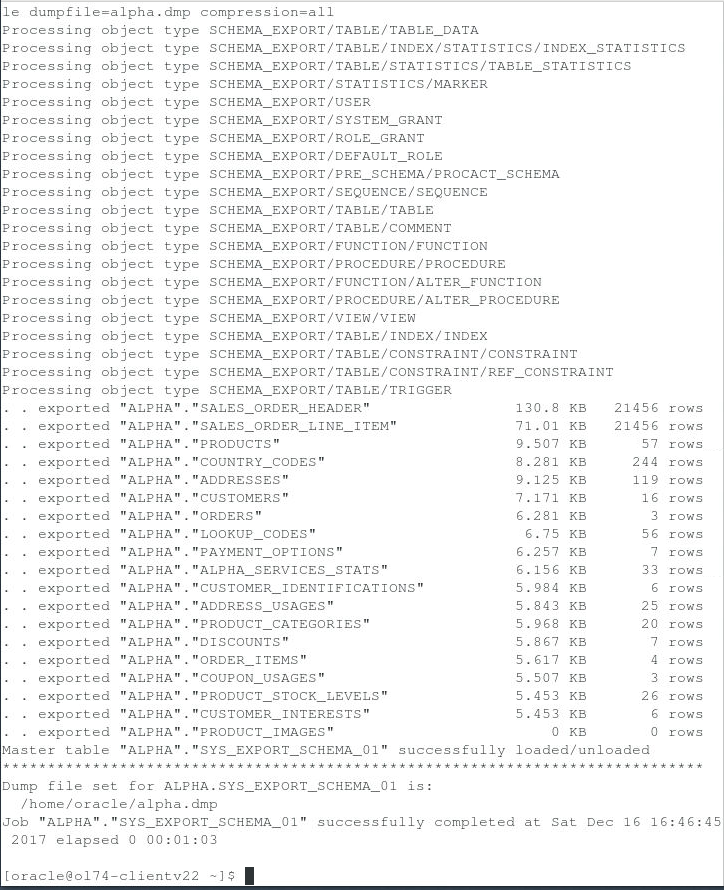 le dumpfile=alpha.dmp compression=all
Processing object type SCHEMA_EXPORT/TABLE/TABLE_DATA
Processing object type SCHEMA_EXPORT/TABLE/INDEX/STATISTICS/INDEX_STATISTICS
Processing object type SCHEMA_EXPORT/TABLE/STATISTICS/TABLE_STATISTICS
Processing object type SCHEMA_EXPORT/STATISTICS/MARKER
Processing object type SCHEMA_EXPORT/USER
Processing object type SCHEMA_EXPORT/SYSTEM_GRANT
Processing object type SCHEMA_EXPORT/ROLE_GRANT
Processing object type SCHEMA_EXPORT/DEFAULT_ROLE
Processing object type SCHEMA_EXPORT/PRE_SCHEMA/PROCACT_SCHEMA
Processing object type SCHEMA_EXPORT/SEQUENCE/SEQUENCE
Processing object type SCHEMA_EXPORT/TABLE/TABLE
Processing object type SCHEMA_EXPORT/TABLE/COMMENT
Processing object type SCHEMA_EXPORT/FUNCTION/FUNCTION
Processing object type SCHEMA_EXPORT/PROCEDURE/PROCEDURE
Processing object type SCHEMA_EXPORT/FUNCTION/ALTER_FUNCTION
Processing object type SCHEMA_EXPORT/PROCEDURE/ALTER_PROCEDURE
Processing object type SCHEMA_EXPORT/VIEW/VIEW
Processing object type SCHEMA_EXPORT/TABLE/INDEX/INDEX
Processing object type SCHEMA_EXPORT/TABLE/CONSTRAINT/CONSTRAINT
Processing object type SCHEMA_EXPORT/TABLE/CONSTRAINT/REF_CONSTRAINT
Processing object type SCHEMA_EXPORT/TABLE/TRIGGER
. . exported "ALPHA"."SALES_ORDER_HEADER"                130.8 KB   21456 rows
. . exported "ALPHA"."SALES_ORDER_LINE_ITEM"             71.01 KB   21456 rows
. . exported "ALPHA"."PRODUCTS"                          9.507 KB      57 rows
. . exported "ALPHA"."COUNTRY_CODES"                     8.281 KB     244 rows
. . exported "ALPHA"."ADDRESSES"                         9.125 KB     119 rows
. . exported "ALPHA"."CUSTOMERS"                         7.171 KB      16 rows
. . exported "ALPHA"."ORDERS"                            6.281 KB       3 rows
. . exported "ALPHA"."LOOKUP_CODES"                       6.75 KB      56 rows
. . exported "ALPHA"."PAYMENT_OPTIONS"                   6.257 KB       7 rows
. . exported "ALPHA"."ALPHA_SERVICES_STATS"              6.156 KB      33 rows
. . exported "ALPHA"."CUSTOMER_IDENTIFICATIONS"          5.984 KB       6 rows
. . exported "ALPHA"."ADDRESS_USAGES"                    5.843 KB      25 rows
. . exported "ALPHA"."PRODUCT_CATEGORIES"                5.968 KB      20 rows
. . exported "ALPHA"."DISCOUNTS"                         5.867 KB       7 rows
. . exported "ALPHA"."ORDER_ITEMS"                       5.617 KB       4 rows
. . exported "ALPHA"."COUPON_USAGES"                     5.507 KB       3 rows
. . exported "ALPHA"."PRODUCT_STOCK_LEVELS"              5.453 KB      26 rows
. . exported "ALPHA"."CUSTOMER_INTERESTS"                5.453 KB       6 rows
. . exported "ALPHA"."PRODUCT_IMAGES"                        0 KB       0 rows
Master table "ALPHA"."SYS_EXPORT_SCHEMA_01" successfully loaded/unloaded
******************************************************************************
Dump file set for ALPHA.SYS_EXPORT_SCHEMA_01 is:
  /home/oracle/alpha.dmp
Job "ALPHA"."SYS_EXPORT_SCHEMA_01" successfully completed at Sat Dec 16 16:46:45
 2017 elapsed 0 00:01:03
[oracle@ol74-clientv22 ~]$